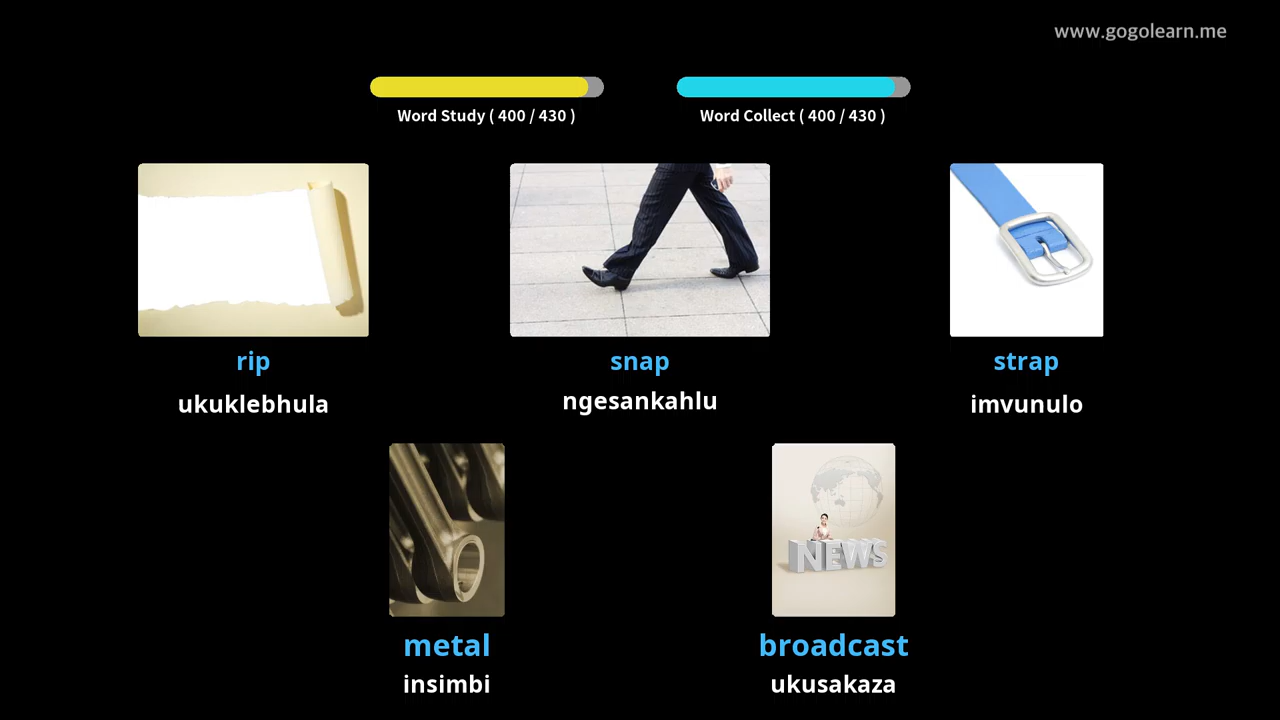 www.gogolearn.me
Word Study ( 400 / 430 )
Word Collect ( 400 / 430 )
rip
snap
strap
ukuklebhula
ngesankahlu
imvunulo
NEWS
metal
broadcast
insimbi
ukusakaza